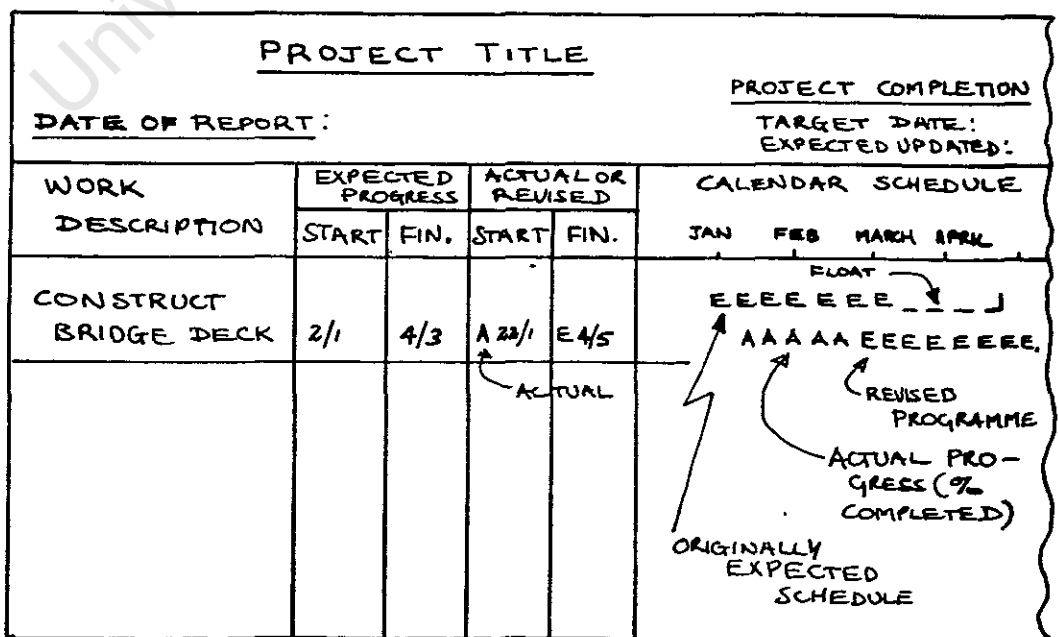 PROJECT TITLE
PROJECT COMPLETION
DATE OF REPORT:
TARGET DATE:
EXPECTED UPDATED:
WORK DESCRIPTION
EXPECTED PROGRESS
ACTUAL OR REVISED
CALENDAR SCHEDULE
START FIN. START FIN.
JAN FEB MARCH APRIL
FLOAT
CONSTRUCT
EEEEEEE
BRIDGE DECK 2/1 4/3 A 22/1 E 4/5
AAAAAEEEEEEEE.
ACTUAL
REVISED
PROGRAMME
ACTUAL PRO-
GRESS (%
COMPLETED)
ORIGINALLY
EXPECTED
SCHEDULE